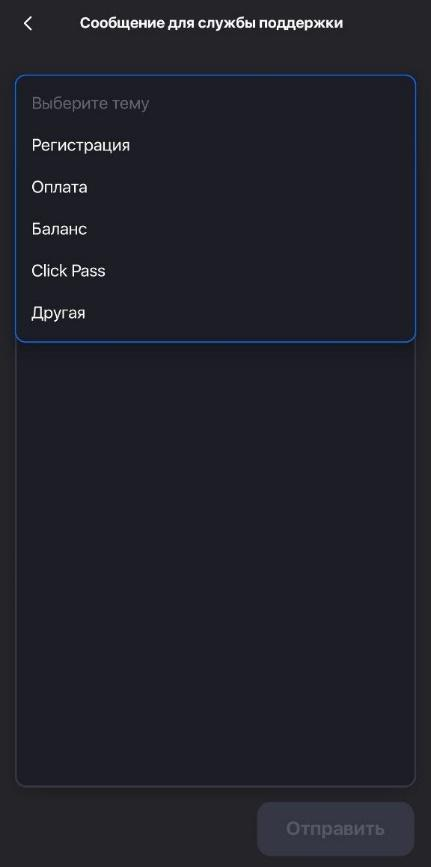 Сообщение для службы поддержки
Выберите тему
Регистрация
Оплата
Баланс
Click Pass
Другая
Отправить